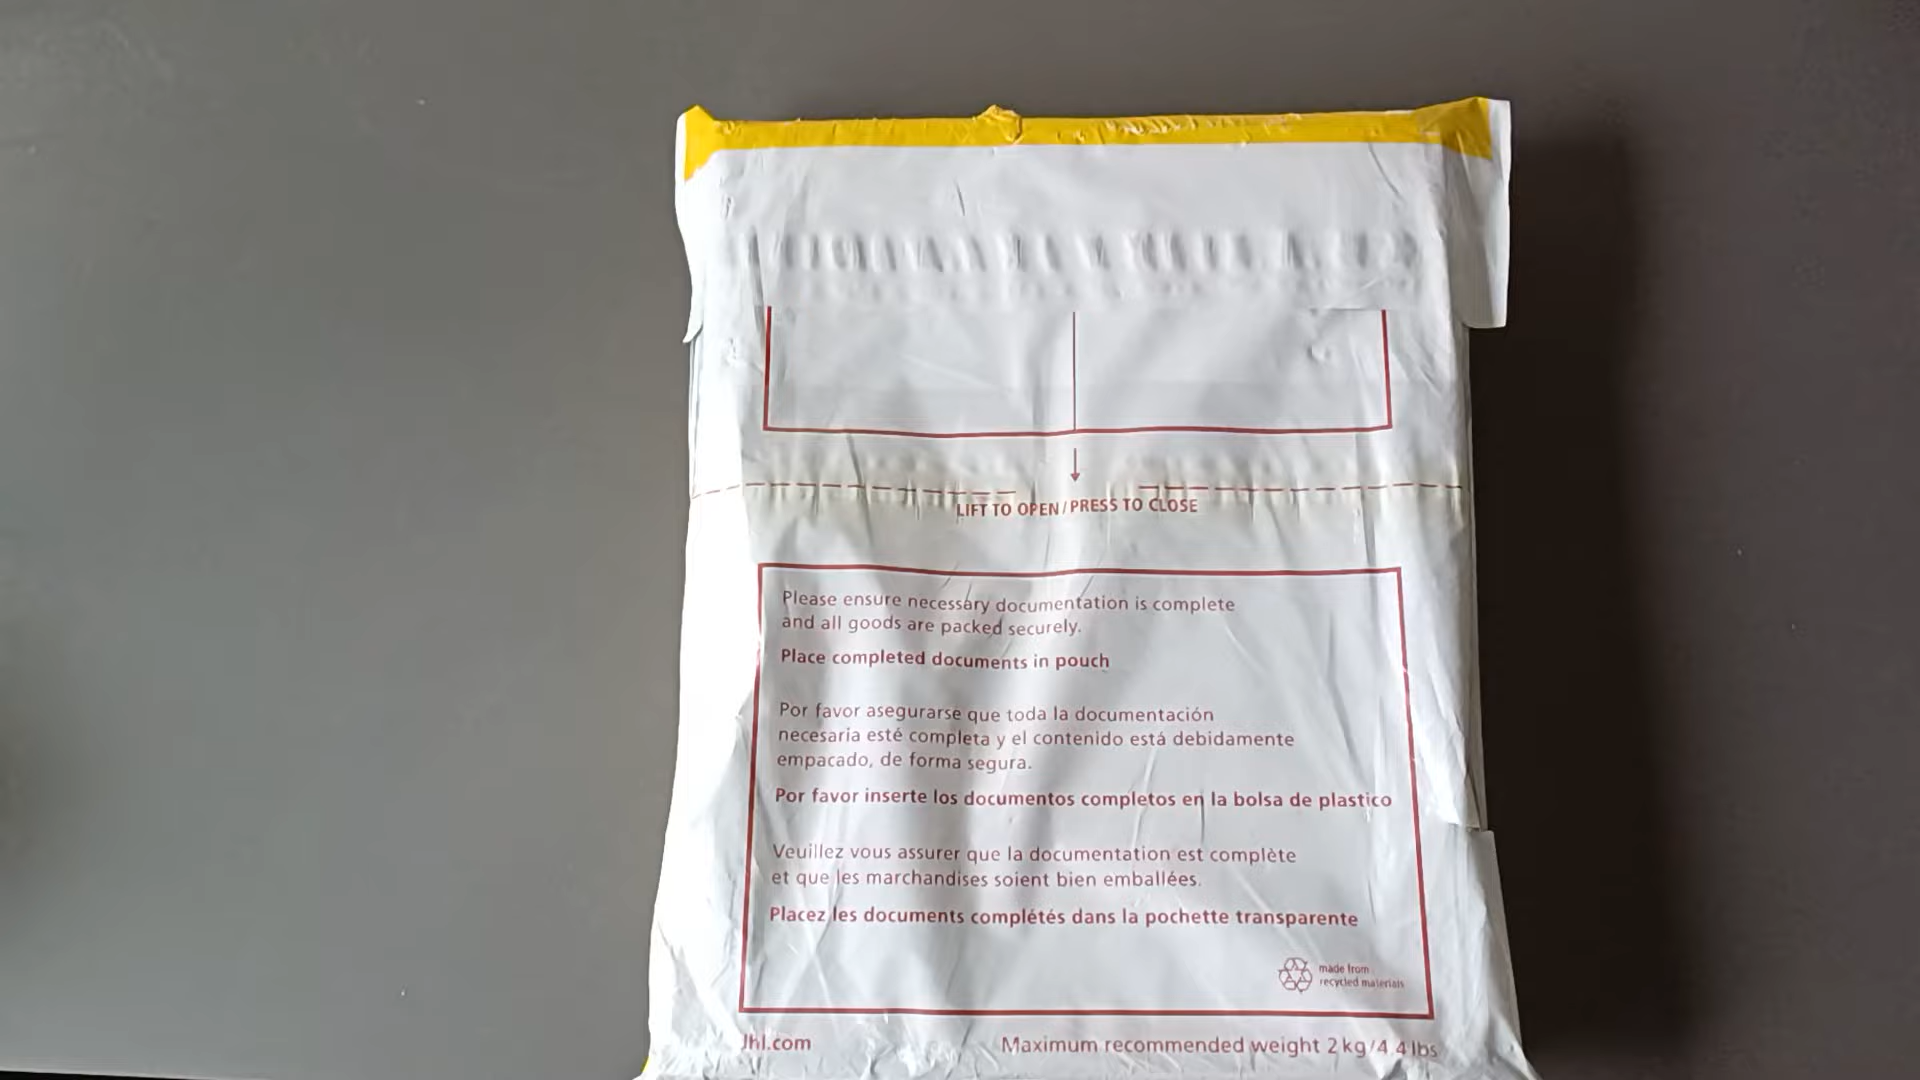 LIFT TO OPEN / PRESS TO CLOSE
Please ensure necessary documentation is complete
and all goods are packed securely.
Place completed documents in pouch
Por favor asegurarse que toda la documentación
necesaria esté completa y el contenido está debidamente
empacado, de forma segura.
Por favor inserte los documentos completos en la bolsa de plastico
Veuillez vous assurer que la documentation est complète
et que les marchandises soient bien emballées.
Placez les documents complétés dans la pochette transparente
made from
recycled materials
dhl.com
Maximum recommended weight 2 kg/4.4 lbs